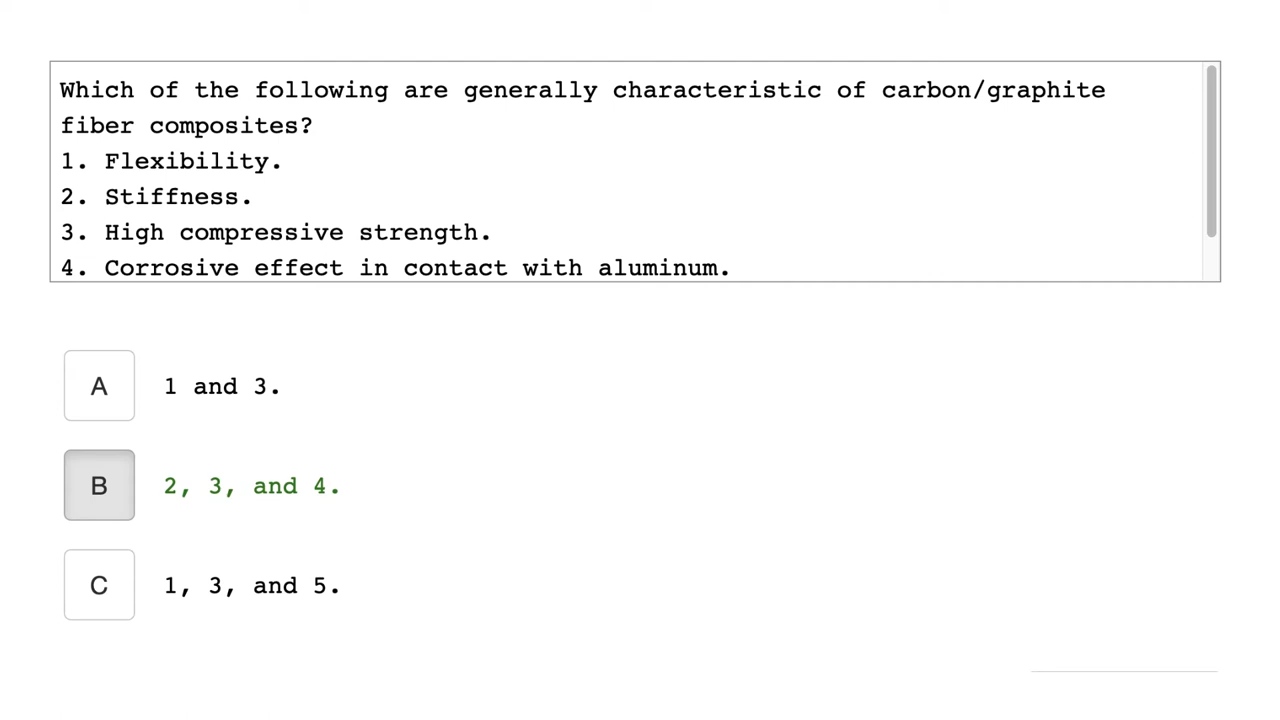 Which of the following are generally characteristic of carbon/graphite
fiber composites?
1. Flexibility.
2. Stiffness.
3. High compressive strength.
4. Corrosive effect in contact with aluminum.
A 1 and 3.
B 2, 3, and 4.
C 1, 3, and 5.